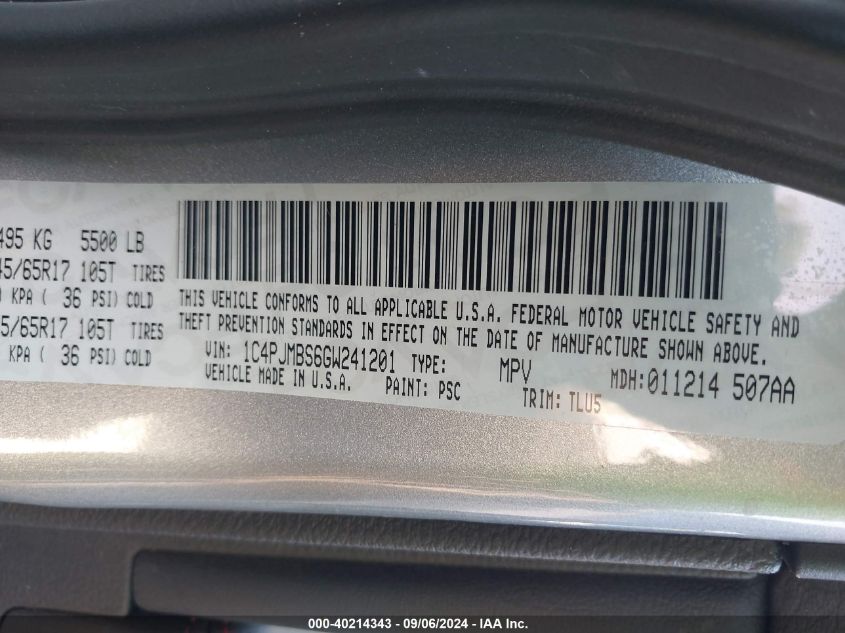 495 KG 5500 LB
45/65R17 105T TIRES
KPA ( 36 PSI) COLD
5/65R17 105T TIRES
KPA ( 36 PSI) COLD
THIS VEHICLE CONFORMS TO ALL APPLICABLE U.S.A. FEDERAL MOTOR VEHICLE SAFETY AND
THEFT PREVENTION STANDARDS IN EFFECT ON THE DATE OF MANUFACTURE SHOWN ABOVE.
VIN: 1C4PJMBS6GW241201 TYPE: MPV MDH:011214 507AA
VEHICLE MADE IN U.S.A. PAINT: PSC TRIM: TLU5
000-40214343 - 09/06/2024 - IAA Inc.